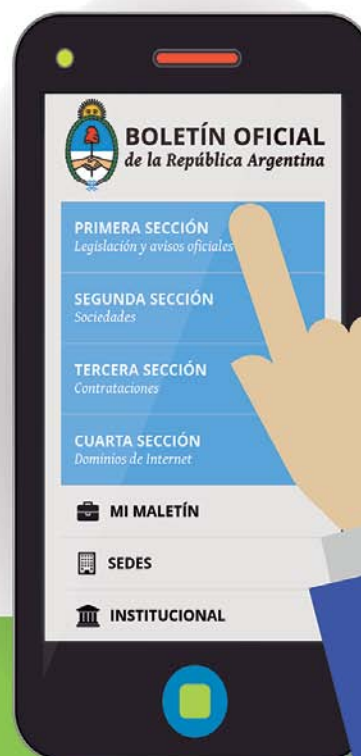 BOLETÍN OFICIAL
de la República Argentina
PRIMERA SECCIÓN
Legislación y avisos oficiales
SEGUNDA SECCIÓN
Sociedades
TERCERA SECCIÓN
Contrataciones
CUARTA SECCIÓN
Dominios de Internet
MI MALETÍN
SEDES
INSTITUCIONAL